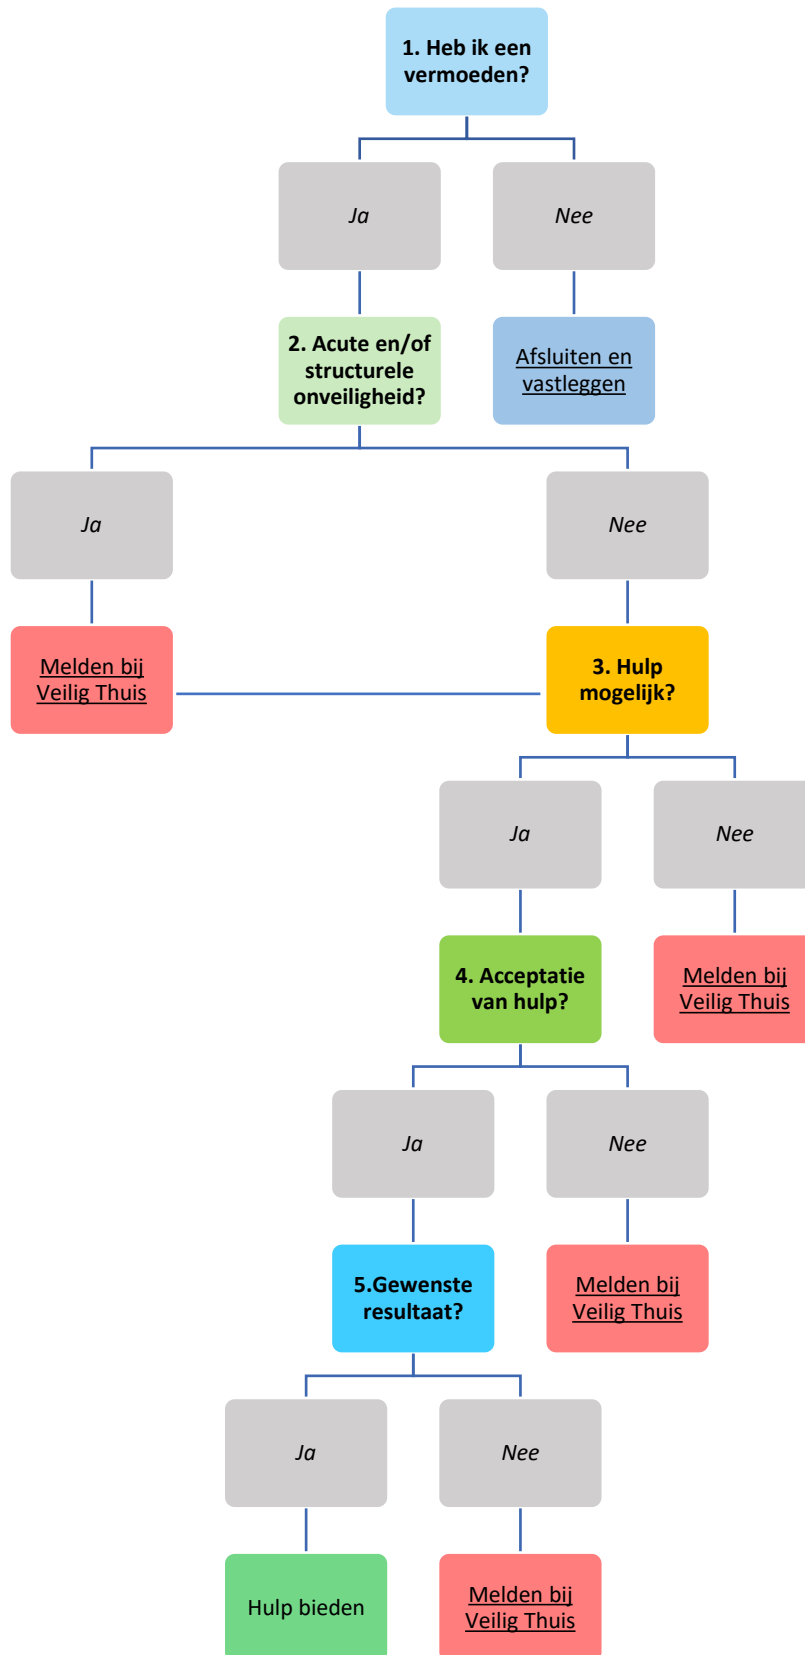 1. Heb ik een
vermoeden?
Ja
Nee
2. Acute en/of
structurele
onveiligheid?
Afsluiten en
vastleggen
Ja
Nee
Melden bij
Veilig Thuis
3. Hulp
mogelijk?
Ja
Nee
4. Acceptatie
van hulp?
Melden bij
Veilig Thuis
Ja
Nee
5.Gewenste
resultaat?
Melden bij
Veilig Thuis
Ja
Nee
Hulp bieden
Melden bij
Veilig Thuis